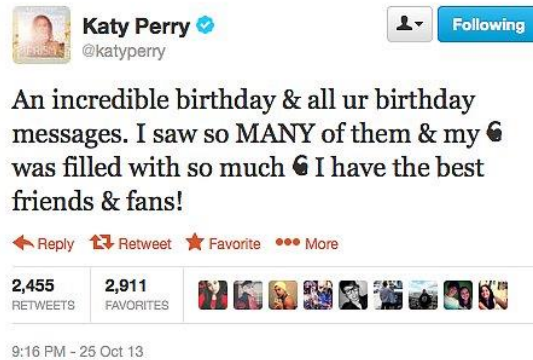 Katy Perry
@katyperry
Following
An incredible birthday & all ur birthday
messages. I saw so MANY of them & my
was filled with so much I have the best
friends & fans!
Reply Retweet Favorite More
2,455 2,911
RETWEETS FAVORITES
9:16 PM - 25 Oct 13